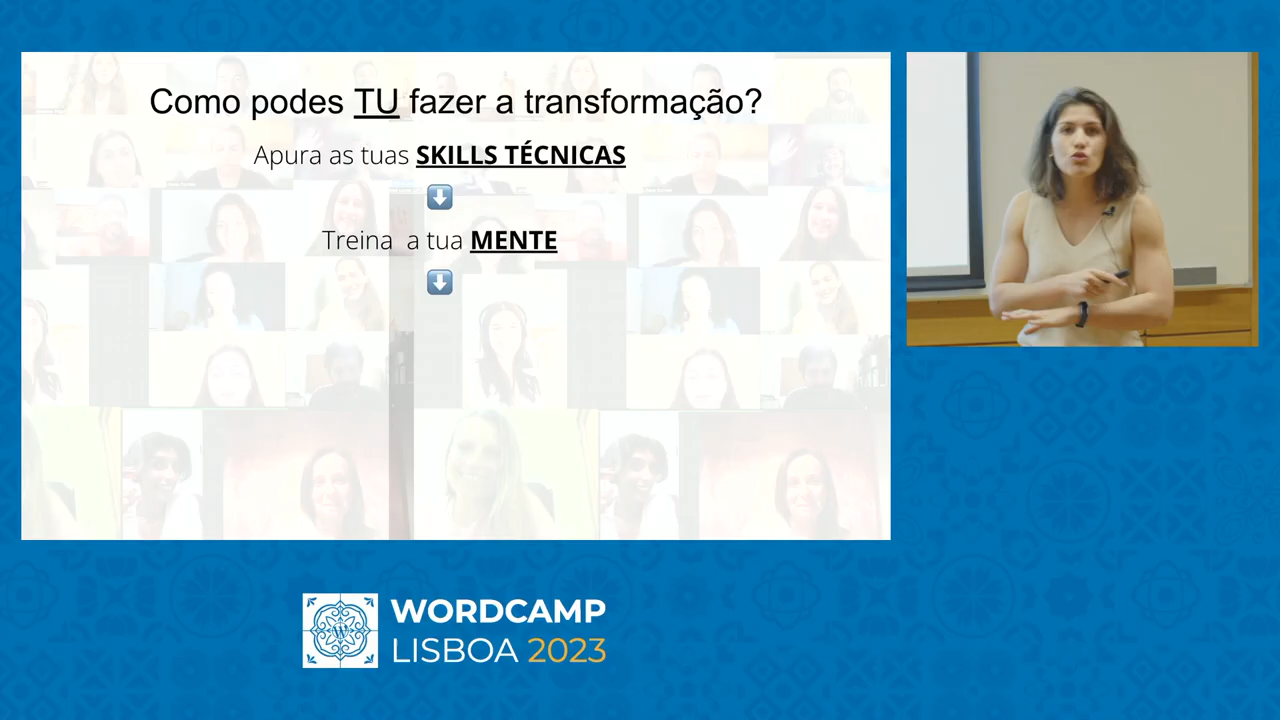 Como podes TU fazer a transformação?
Apura as tuas SKILLS TÉCNICAS
Treina a tua MENTE
WORDCAMP
LISBOA 2023